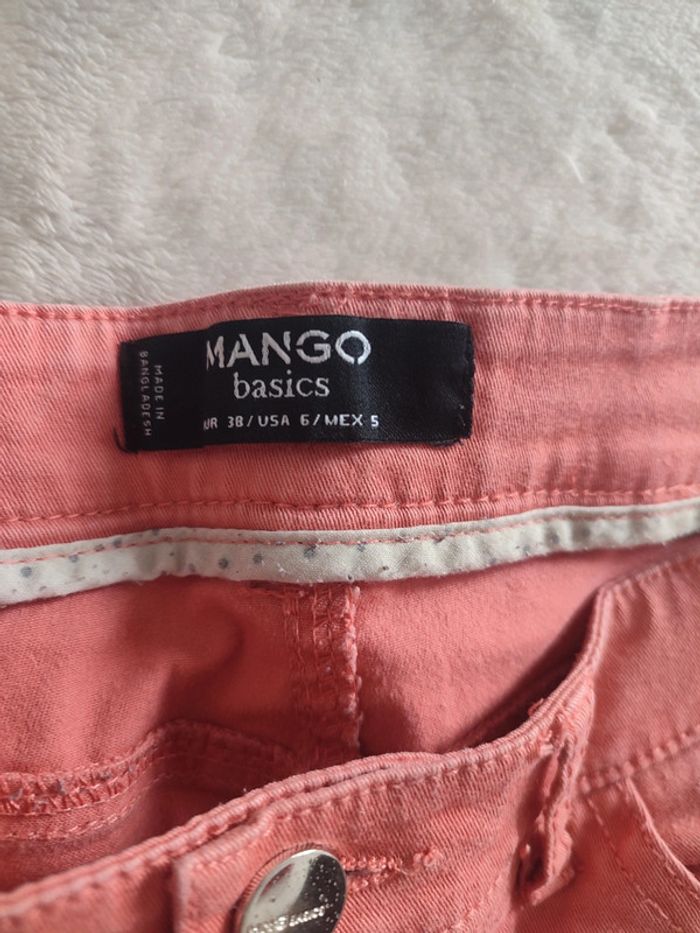 MANGO
basics
UR 38/USA 6/MEX 5
MADE IN
BANGLADESH